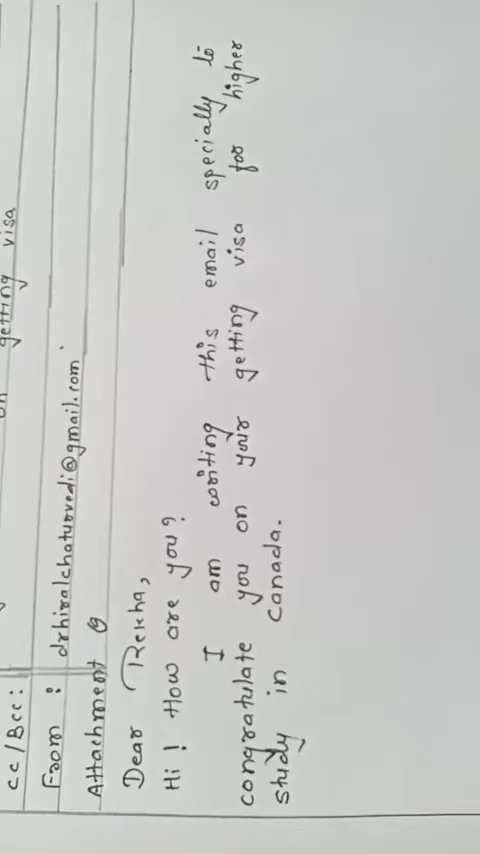 on getting visa
cc/Bcc:
From : drhiralchaturvedi@gmail.com
Attachment
Dear Rekha,
Hi! How are you?
I am writing this email specially to
congratulate you on your getting visa for higher
study in Canada.